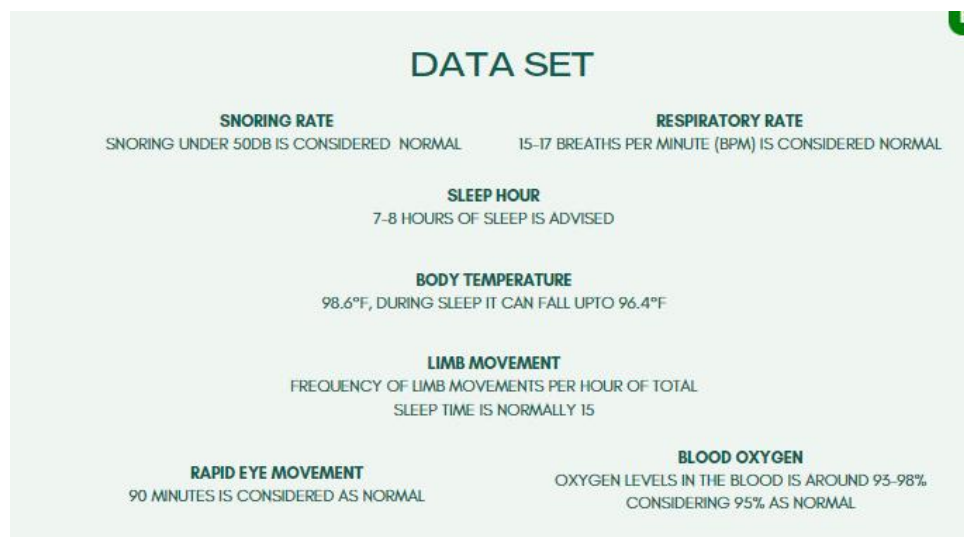 DATA SET
SNORING RATE
SNORING UNDER 50DB IS CONSIDERED NORMAL
RESPIRATORY RATE
15-17 BREATHS PER MINUTE (BPM) IS CONSIDERED NORMAL
SLEEP HOUR
7-8 HOURS OF SLEEP IS ADVISED
BODY TEMPERATURE
98.6°F, DURING SLEEP IT CAN FALL UPTO 96.4°F
LIMB MOVEMENT
FREQUENCY OF LIMB MOVEMENTS PER HOUR OF TOTAL
SLEEP TIME IS NORMALLY 15
RAPID EYE MOVEMENT
90 MINUTES IS CONSIDERED AS NORMAL
BLOOD OXYGEN
OXYGEN LEVELS IN THE BLOOD IS AROUND 93-98%
CONSIDERING 95% AS NORMAL